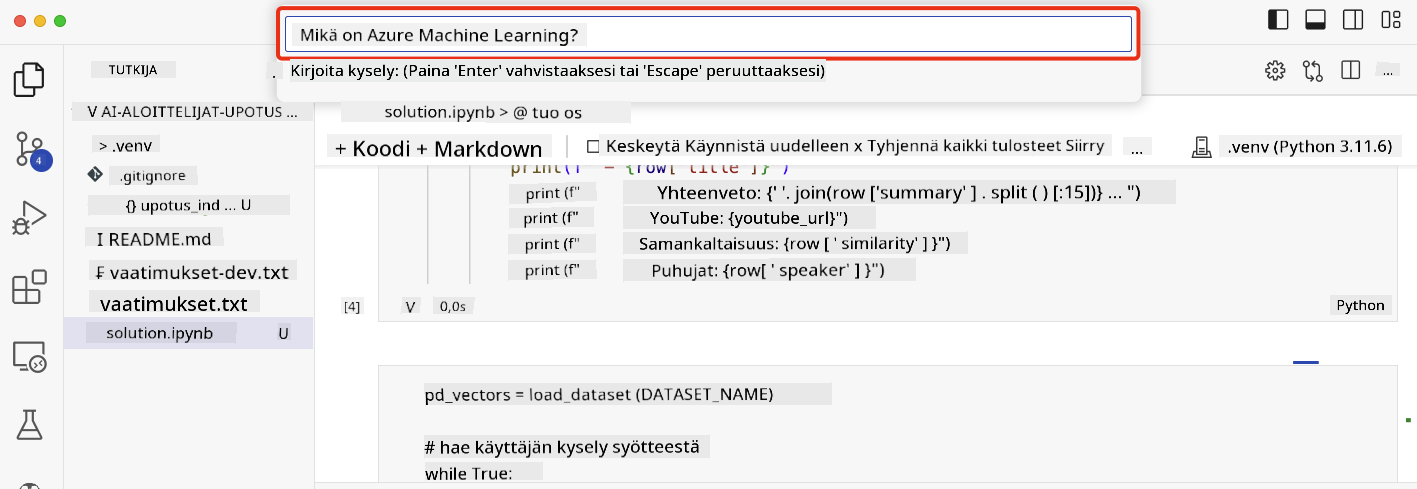 Mikä on Azure Machine Learning?
Kirjoita kysely: (Paina 'Enter' vahvistaaksesi tai 'Escape' peruuttaaksesi)
TUTKIJA
...
V AI-ALOITTELIJAT-UPOTUS ...
> .venv
4
.gitignore
{} upotus_ind ... U
I README.md
F vaatimukset-dev.txt
vaatimukset.txt
solution.ipynb U
solution.ipynb > @ tuo os
+ Koodi + Markdown
Keskeytä Käynnistä uudelleen x Tyhjennä kaikki tulosteet Siirry
...
.venv (Python 3.11.6)
print(f" = {row['title']}")
print (f" Yhteenveto: {' '. join(row ['summary' ] . split ( ) [:15])} ... ")
print (f" YouTube: {youtube_url}")
print (f" Samankaltaisuus: {row [ ' similarity' ] }")
print (f" Puhujat: {row[ ' speaker' ] }")
[4] V 0,0s Python
pd_vectors = load_dataset (DATASET_NAME)
# hae käyttäjän kysely syötteestä
while True: